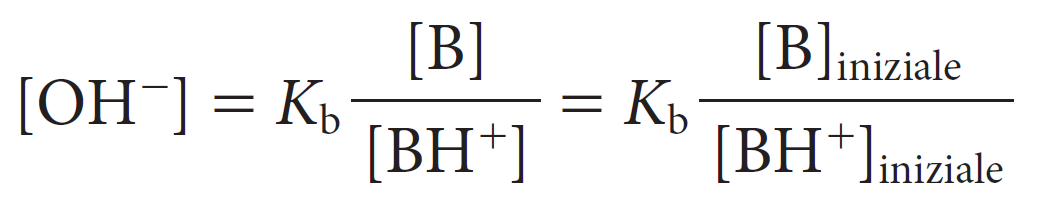 [OH⁻] = K_b [B] / [BH⁺] = K_b [B]_iniziale / [BH⁺]_iniziale